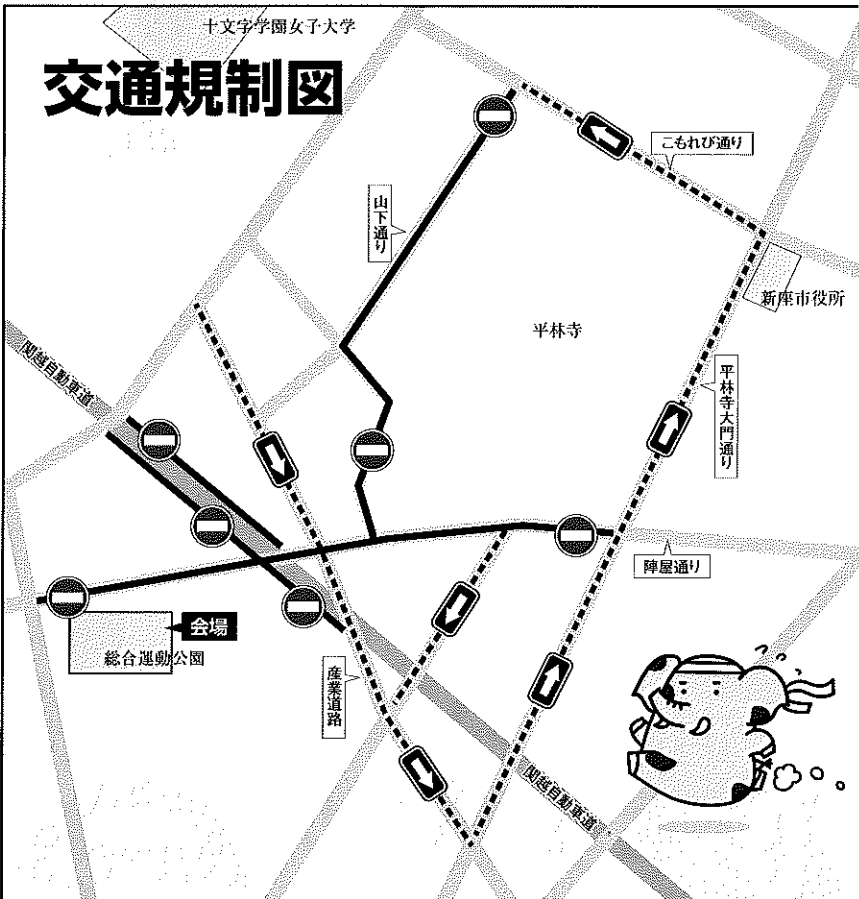 十文字学園女子大学
交通規制図
こもれび通り
山下通り
新座市役所
平林寺
関越自動車道
平林寺大門通り
陣屋通り
会場
総合運動公園
産業道路
関越自動車道